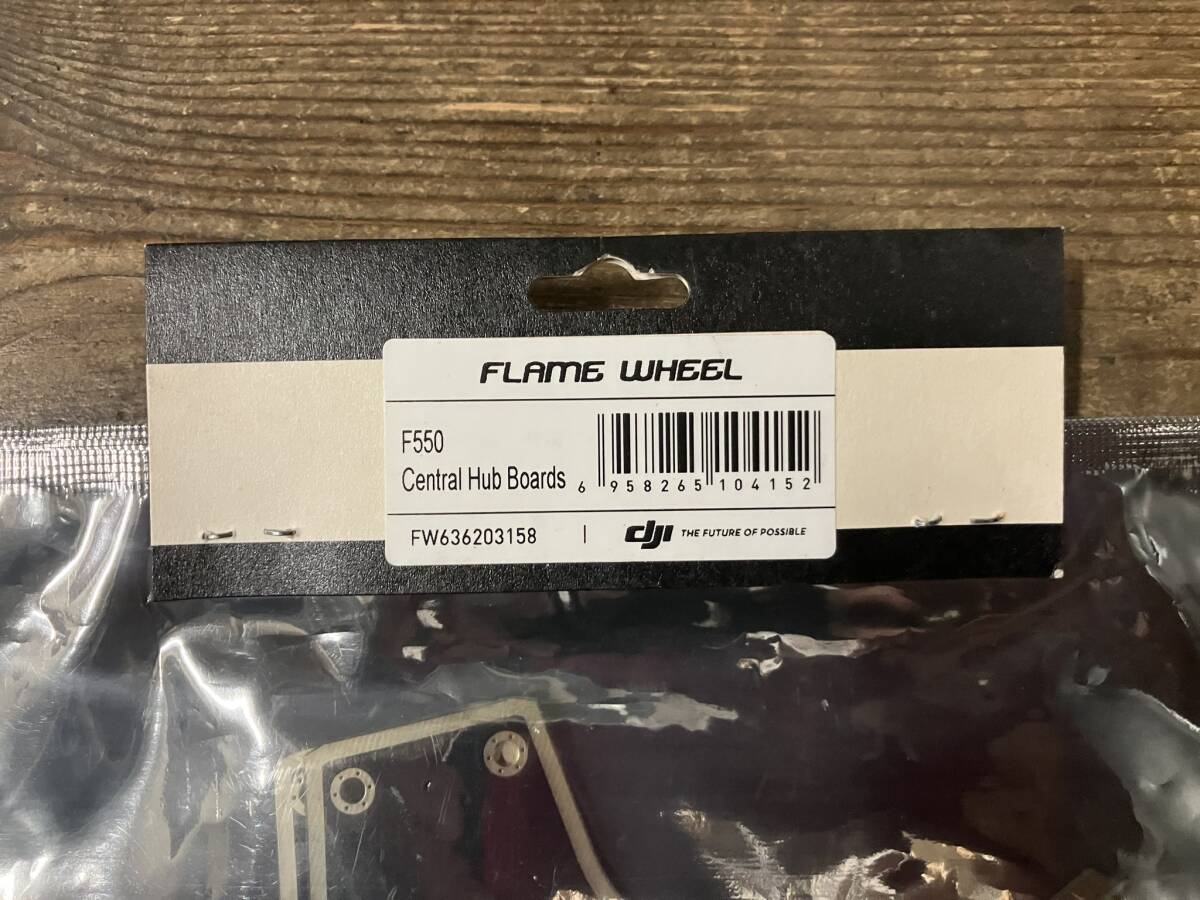 FLAME WHEEL
F550
Central Hub Boards
6 958265 104152
FW636203158 | dji THE FUTURE OF POSSIBLE